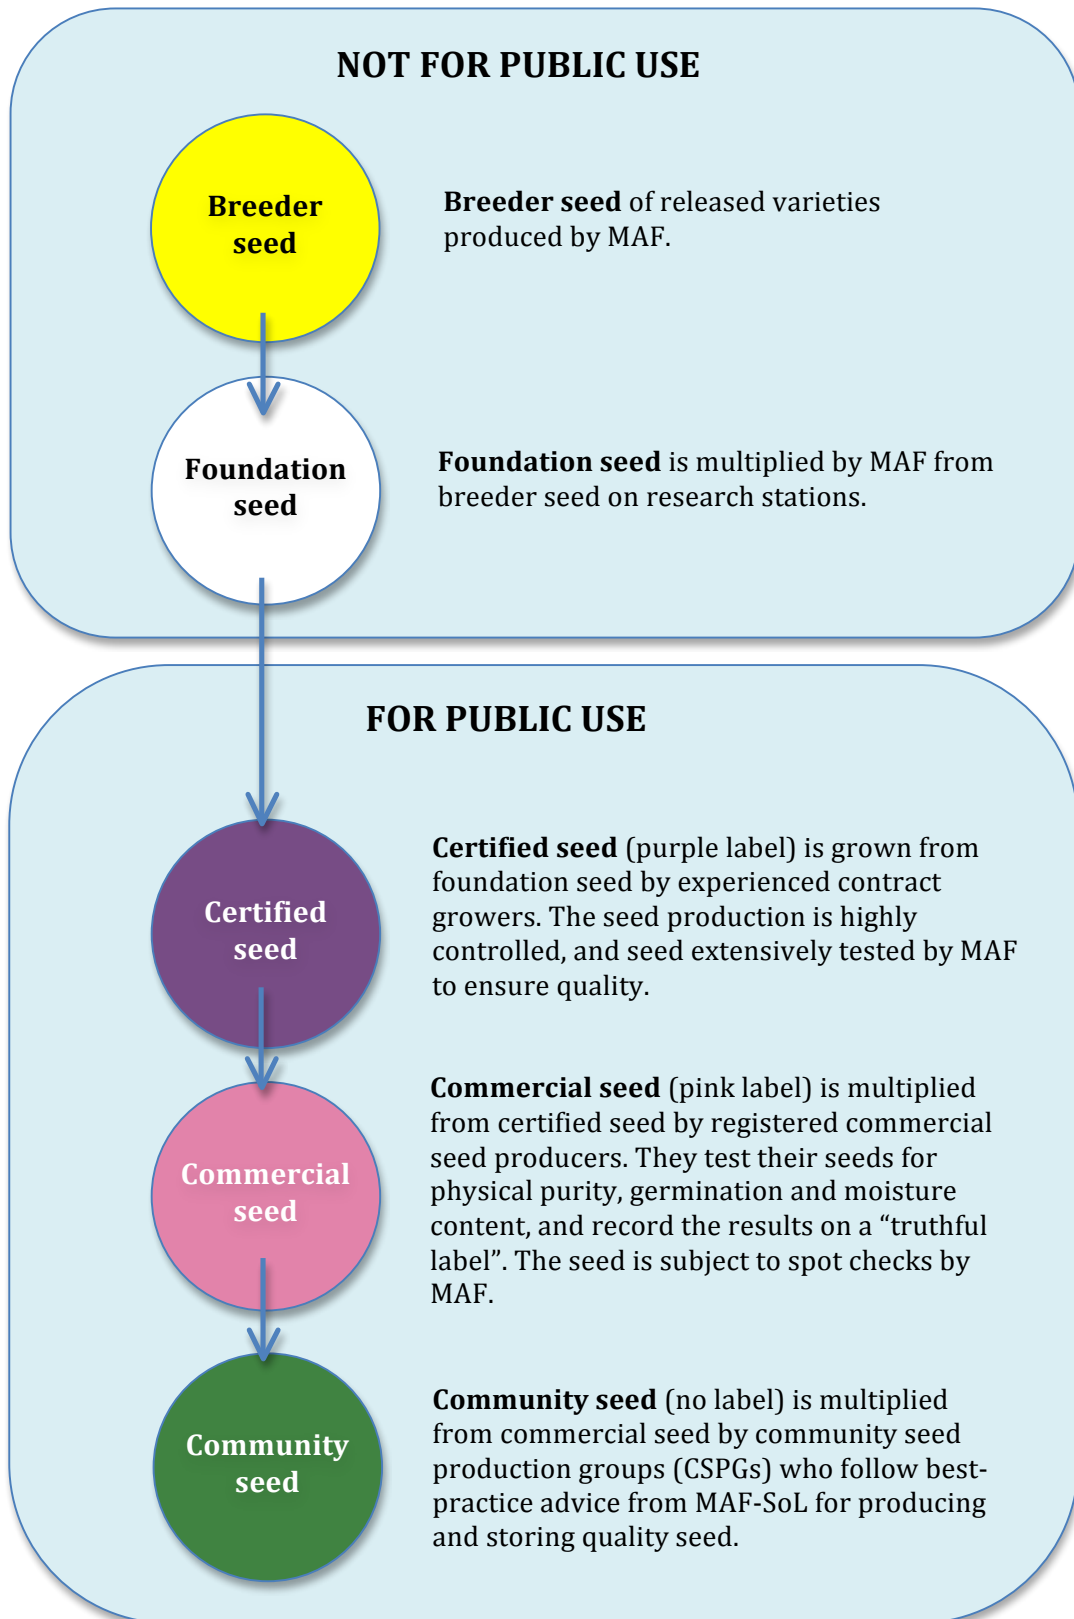 NOT FOR PUBLIC USE
Breeder
seed
Breeder seed of released varieties
produced by MAF.
Foundation
seed
Foundation seed is multiplied by MAF from
breeder seed on research stations.
FOR PUBLIC USE
Certified
seed
Certified seed (purple label) is grown from
foundation seed by experienced contract
growers. The seed production is highly
controlled, and seed extensively tested by MAF
to ensure quality.
Commercial
seed
Commercial seed (pink label) is multiplied
from certified seed by registered commercial
seed producers. They test their seeds for
physical purity, germination and moisture
content, and record the results on a “truthful
label”. The seed is subject to spot checks by
MAF.
Community
seed
Community seed (no label) is multiplied
from commercial seed by community seed
production groups (CSPGs) who follow best-
practice advice from MAF-SoL for producing
and storing quality seed.